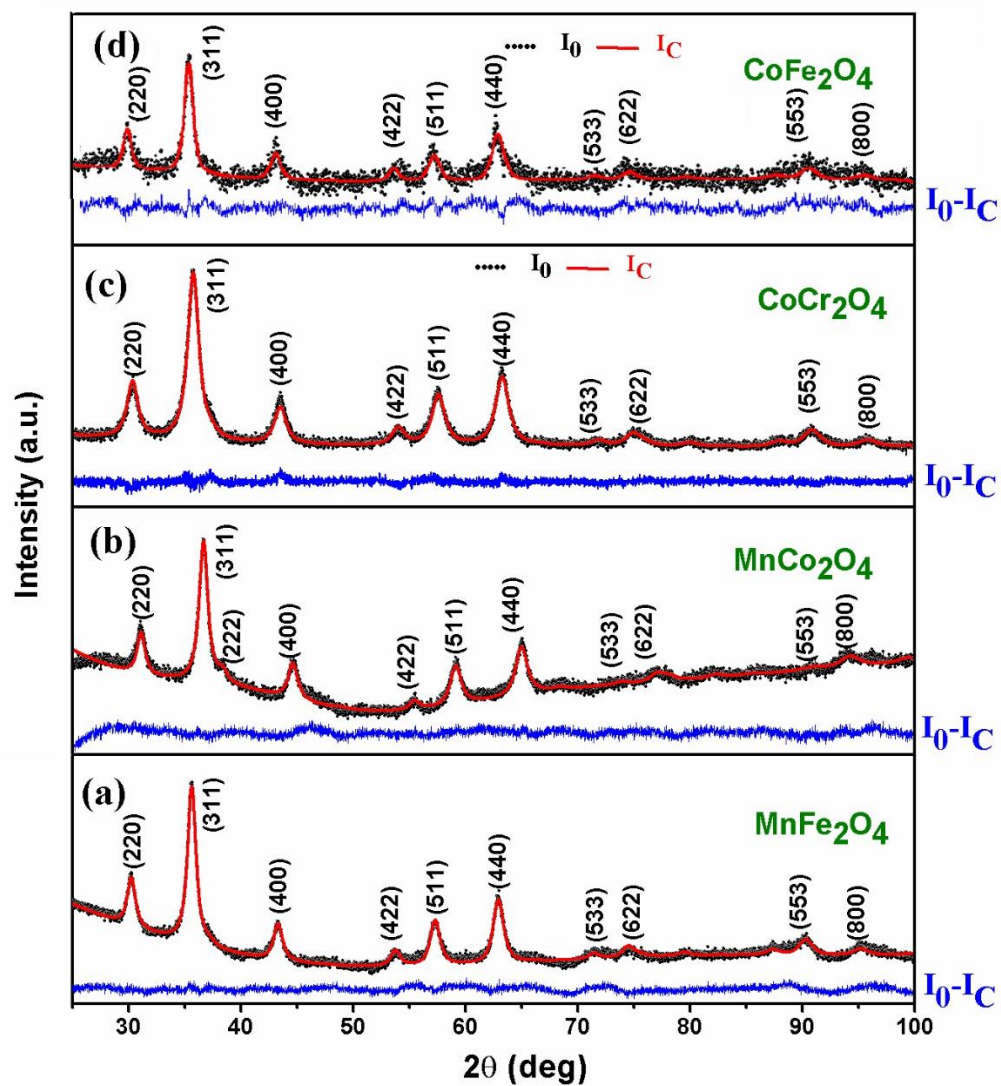 (d)
I0 IC
CoFe2O4
(220)
(311)
(400)
(422)
(511)
(440)
(533)
(622)
(553)
(800)
I0-IC
(c)
I0 IC
CoCr2O4
(220)
(311)
(400)
(422)
(511)
(440)
(533)
(622)
(553)
(800)
I0-IC
(b)
MnCo2O4
(220)
(311)
(222)
(400)
(422)
(511)
(440)
(533)
(622)
(553)
(800)
I0-IC
(a)
MnFe2O4
(220)
(311)
(400)
(422)
(511)
(440)
(533)
(622)
(553)
(800)
I0-IC
Intensity (a.u.)
30 40 50 60 70 80 90 100
2θ (deg)